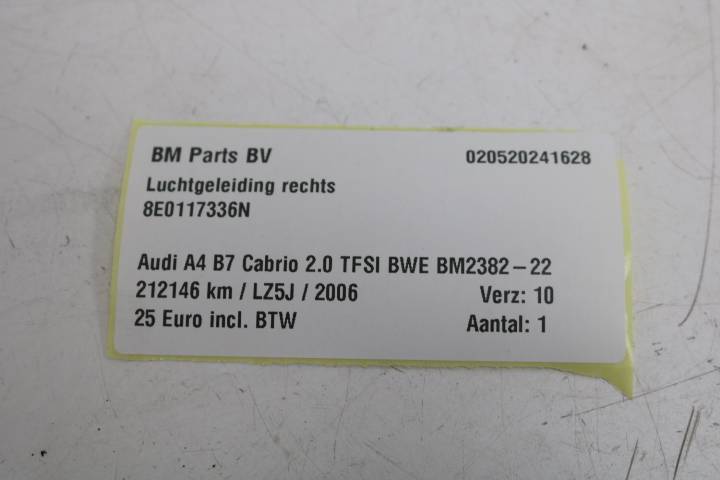 BM Parts BV 020520241628
Luchtgeleiding rechts
8E0117336N
Audi A4 B7 Cabrio 2.0 TFSI BWE BM2382-22
212146 km / LZ5J / 2006 Verz: 10
25 Euro incl. BTW Aantal: 1